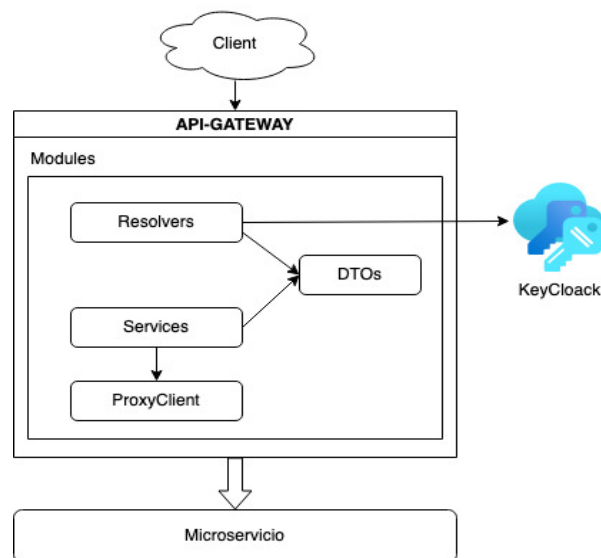 Client
API-GATEWAY
Modules
Resolvers
DTOs
KeyCloack
Services
ProxyClient
Microservicio